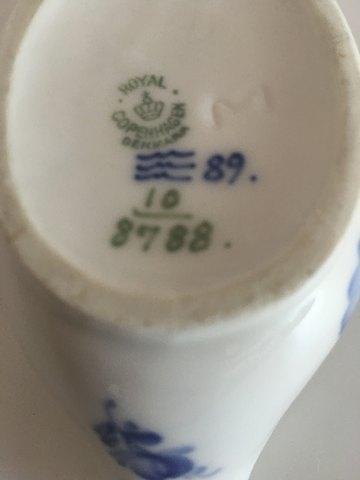 · ROYAL ·
COPENHAGEN
DENMARK
M
89.
10
8788.